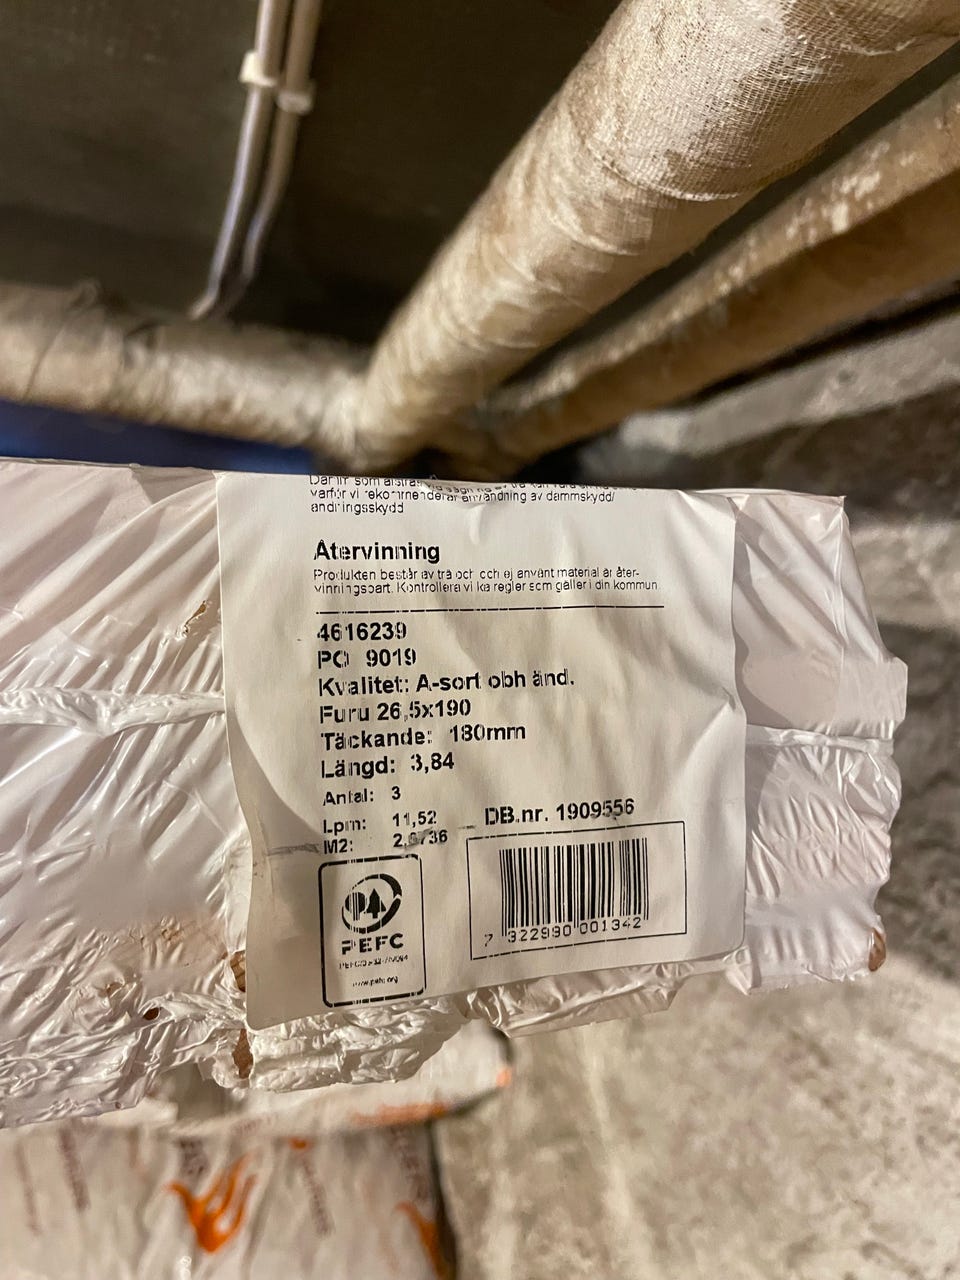 varför vi rekommenderar användning av dammskydd/
andningsskydd
Återvinning
Produkten består av trä och och ej använt material är åter-
vinningsbart. Kontrollera vilka regler som gäller i din kommun.
4616239
PO 9019
Kvalitet: A-sort obh änd.
Furu 26,5x190
Täckande: 180mm
Längd: 3,84
Antal: 3
Lpm: 11,52 DB.nr. 1909556
M2:
PEFC
7 322990 001342